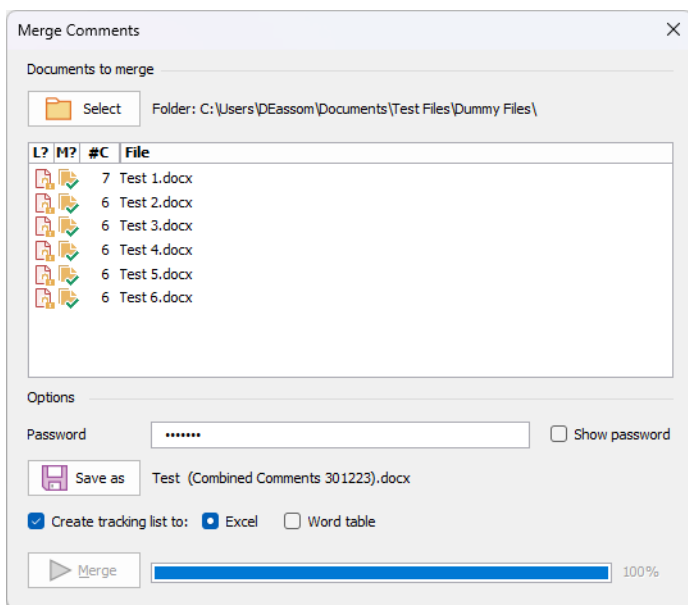 Merge Comments
Documents to merge
Select Folder: C:\Users\DEassom\Documents\Test Files\Dummy Files\
L? M? #C File
7 Test 1.docx
6 Test 2.docx
6 Test 3.docx
6 Test 4.docx
6 Test 5.docx
6 Test 6.docx
Options
Password ••••••• Show password
Save as Test (Combined Comments 301223).docx
Create tracking list to: Excel Word table
Merge 100%